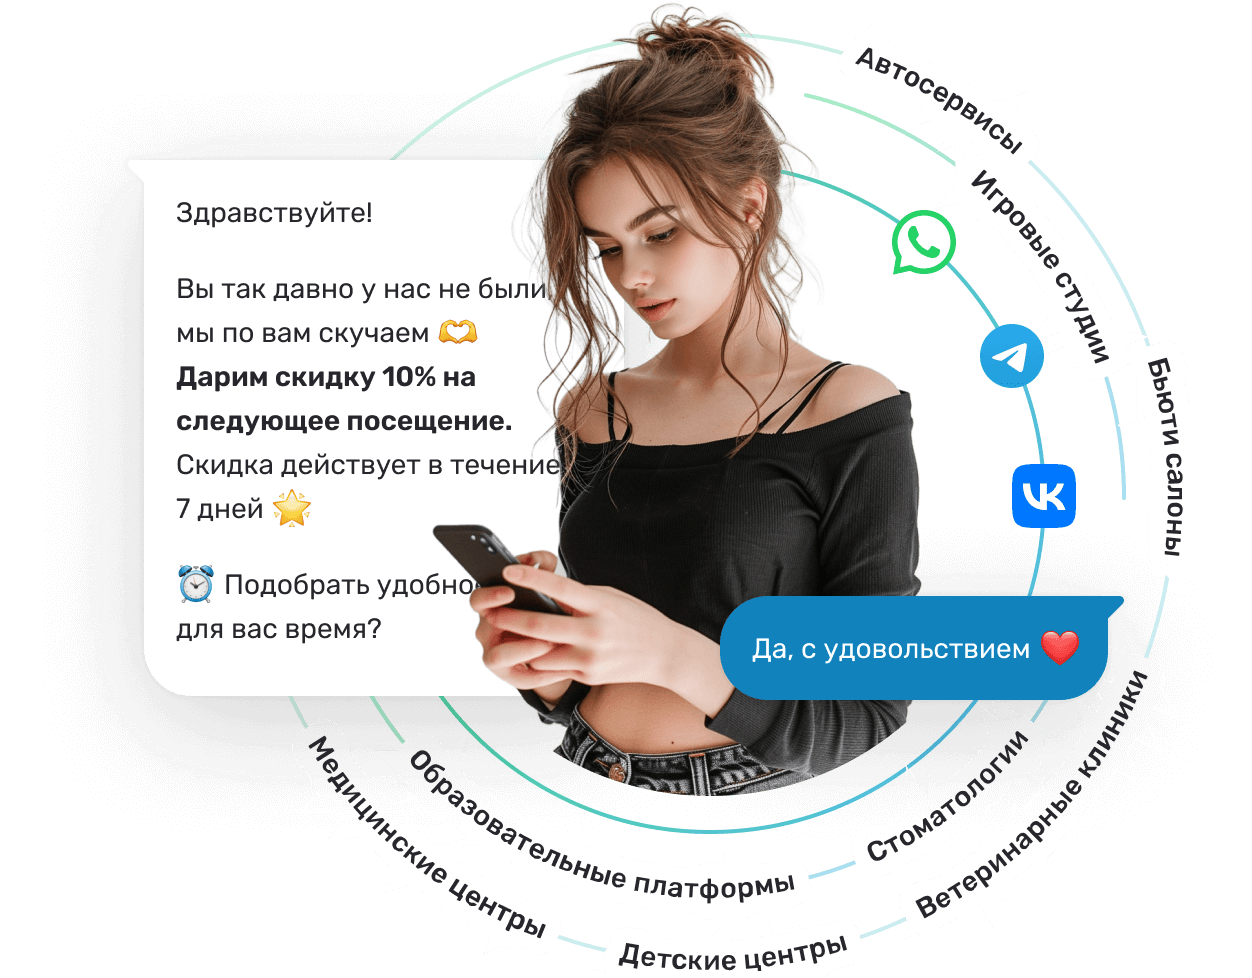 Здравствуйте!
Вы так давно у нас не были,
мы по вам скучаем 🫶
Дарим скидку 10% на
следующее посещение.
Скидка действует в течение
7 дней 🌟
⏰ Подобрать удобное
для вас время?
Да, с удовольствием ❤️
Автосервисы
Игровые студии
Бьюти салоны
Стоматологии
Ветеринарные клиники
Образовательные платформы
Медицинские центры
Детские центры